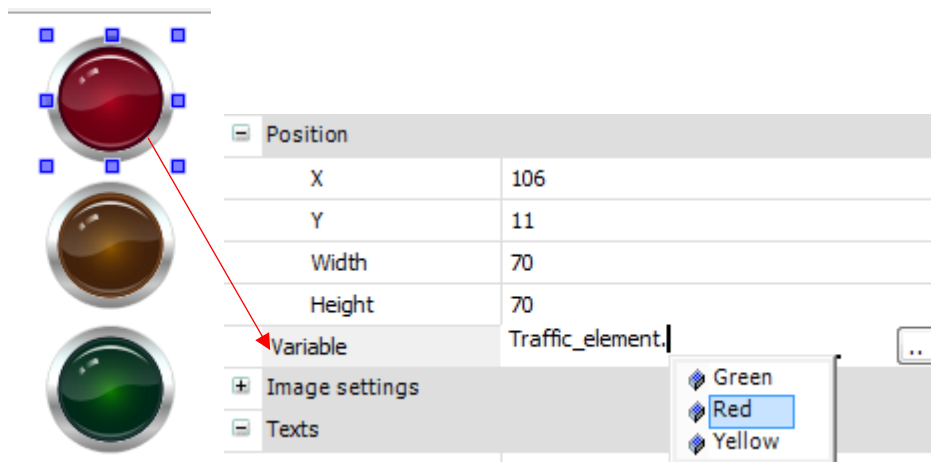 Position
X 106
Y 11
Width 70
Height 70
Variable Traffic_element.
..
Image settings
Green
Red
Texts
Yellow